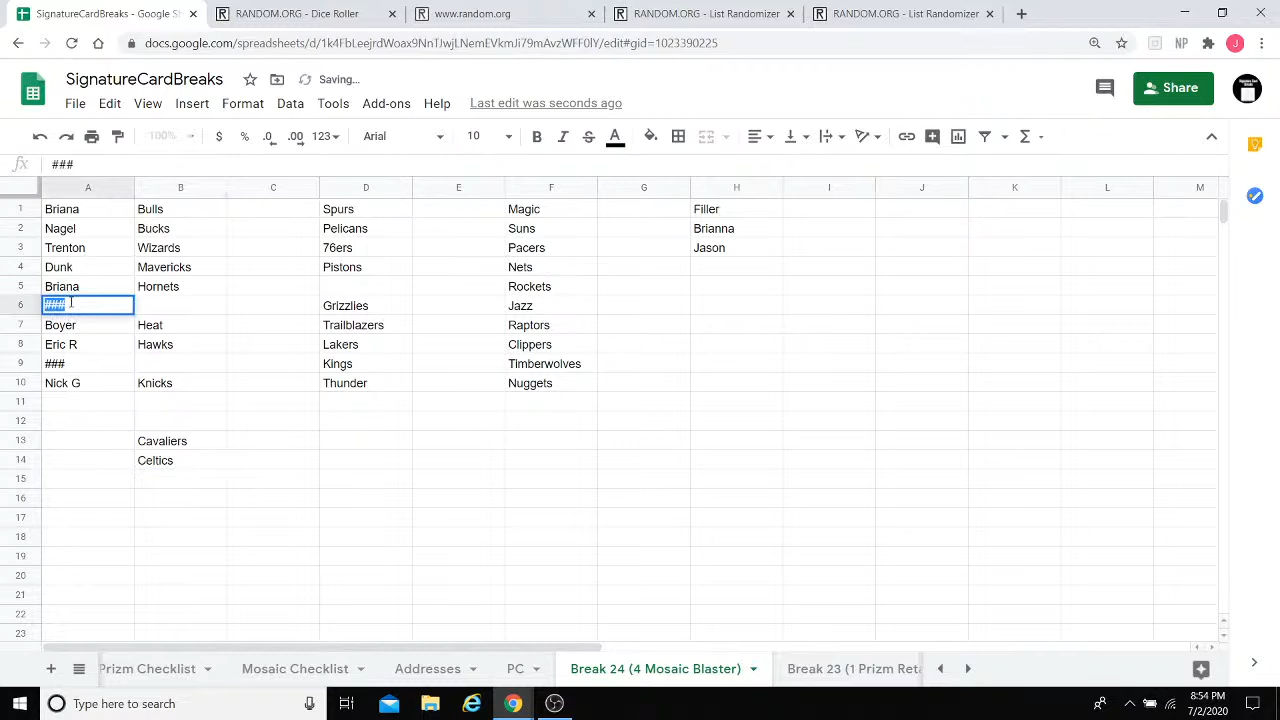 SignatureCardBreaks - Google Sh
RANDOM.ORG - Dice Roller
www.random.org
RANDOM.ORG - List Randomizer
RANDOM.ORG - List Randomizer
docs.google.com/spreadsheets/d/1k4FbLeejrdWoax9NnTJwjLNemEVkmJi79mAvzWFF0lY/edit#gid=1023390225
NP
J
SignatureCardBreaks
Saving...
File Edit View Insert Format Data Tools Add-ons Help Last edit was seconds ago
Share
100% $ % .0 .00 123 Arial 10 B I S A
fx ###
A B C D E F G H I J K L M
1 Briana Bulls Spurs Magic Filler
2 Nagel Bucks Pelicans Suns Brianna
3 Trenton Wizards 76ers Pacers Jason
4 Dunk Mavericks Pistons Nets
5 Briana Hornets Rockets
6 ### Grizzlies Jazz
7 Boyer Heat Trailblazers Raptors
8 Eric R Hawks Lakers Clippers
9 ### Kings Timberwolves
10 Nick G Knicks Thunder Nuggets
11
12
13 Cavaliers
14 Celtics
15
16
17
18
19
20
21
22
23
Prizm Checklist Mosaic Checklist Addresses PC Break 24 (4 Mosaic Blaster) Break 23 (1 Prizm Reta
Type here to search
8:54 PM
7/2/2020